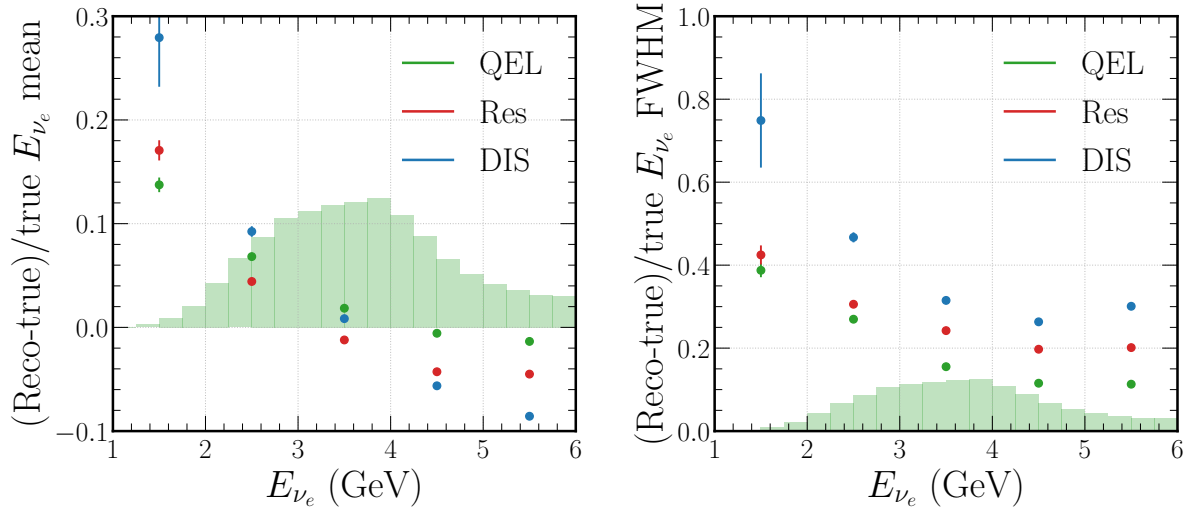 (Reco-true)/true $E_{\nu_e}$ mean
0.3
0.2
0.1
0.0
−0.1
QEL
Res
DIS
1 2 3 4 5 6
$E_{\nu_e}$ (GeV)
(Reco-true)/true $E_{\nu_e}$ FWHM
1.0
0.8
0.6
0.4
0.2
0.0
QEL
Res
DIS
1 2 3 4 5 6
$E_{\nu_e}$ (GeV)